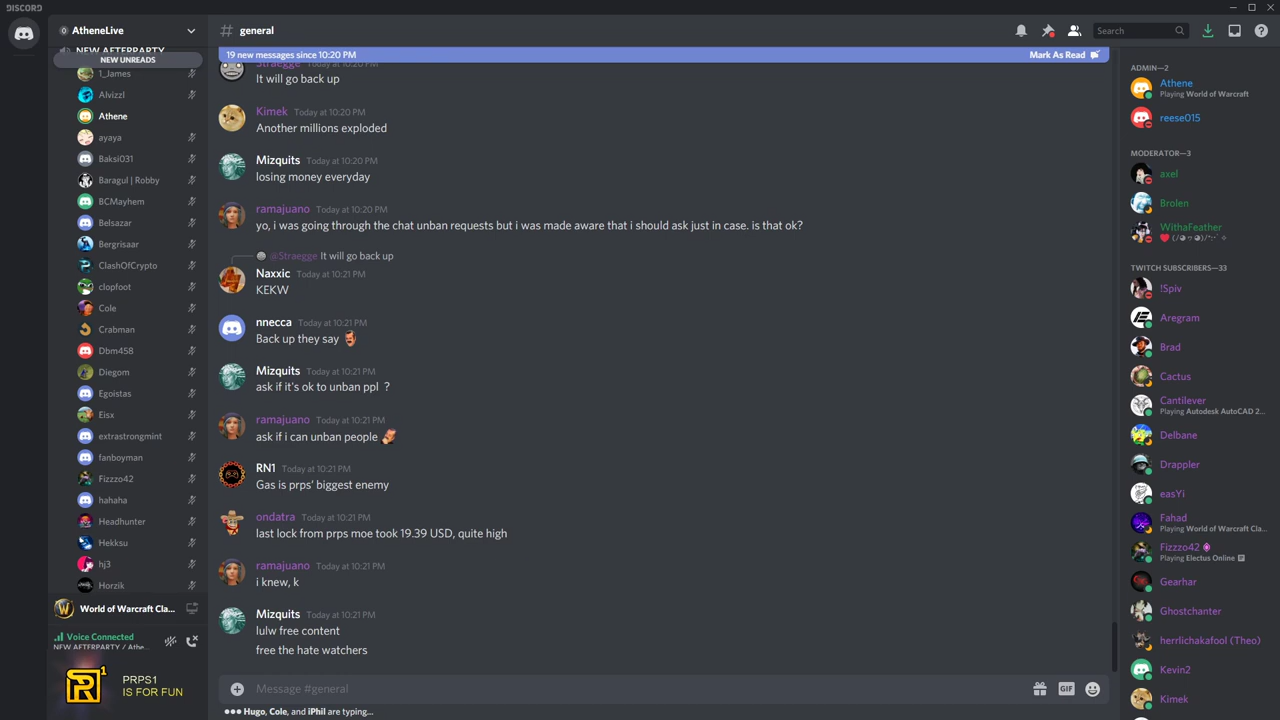 DISCORD
AtheneLive
NEW AFTERPARTY
NEW UNREADS
1_James
Alvizzl
Athene
ayaya
Baksi031
Baragul | Robby
BCMayhem
Belsazar
Bergrisaar
ClashOfCrypto
clopfoot
Cole
Crabman
Dbm458
Diegom
Egoistas
Eisx
extrastrongmint
fanboyman
Fizzzo42
hahaha
Headhunter
Hekksu
hj3
Horzik
World of Warcraft Cla...
Voice Connected
NEW AFTERPARTY / Athe...
PRPS1
IS FOR FUN
# general
Search
19 new messages since 10:20 PM
Mark As Read
Straegge Today at 10:20 PM
It will go back up
Kimek Today at 10:20 PM
Another millions exploded
Mizquits Today at 10:20 PM
losing money everyday
ramajuano Today at 10:20 PM
yo, i was going through the chat unban requests but i was made aware that i should ask just in case. is that ok?
@Straegge It will go back up
Naxxic Today at 10:21 PM
KEKW
nnecca Today at 10:21 PM
Back up they say
Mizquits Today at 10:21 PM
ask if it's ok to unban ppl ?
ramajuano Today at 10:21 PM
ask if i can unban people
RN1 Today at 10:21 PM
Gas is prps' biggest enemy
ondatra Today at 10:21 PM
last lock from prps moe took 19.39 USD, quite high
ramajuano Today at 10:21 PM
i knew, k
Mizquits Today at 10:21 PM
lulw free content
free the hate watchers
Message #general
GIF
Hugo, Cole, and iPhil are typing...
ADMIN—2
Athene
Playing World of Warcraft
reese015
MODERATOR—3
axel
Brolen
WithaFeather
TWITCH SUBSCRIBERS—33
!Spiv
Aregram
Brad
Cactus
Cantilever
Playing Autodesk AutoCAD 2...
Delbane
Drappler
easYi
Fahad
Playing World of Warcraft Cla...
Fizzzo42
Playing Electus Online
Gearhar
Ghostchanter
herrlichakafool (Theo)
Kevin2
Kimek